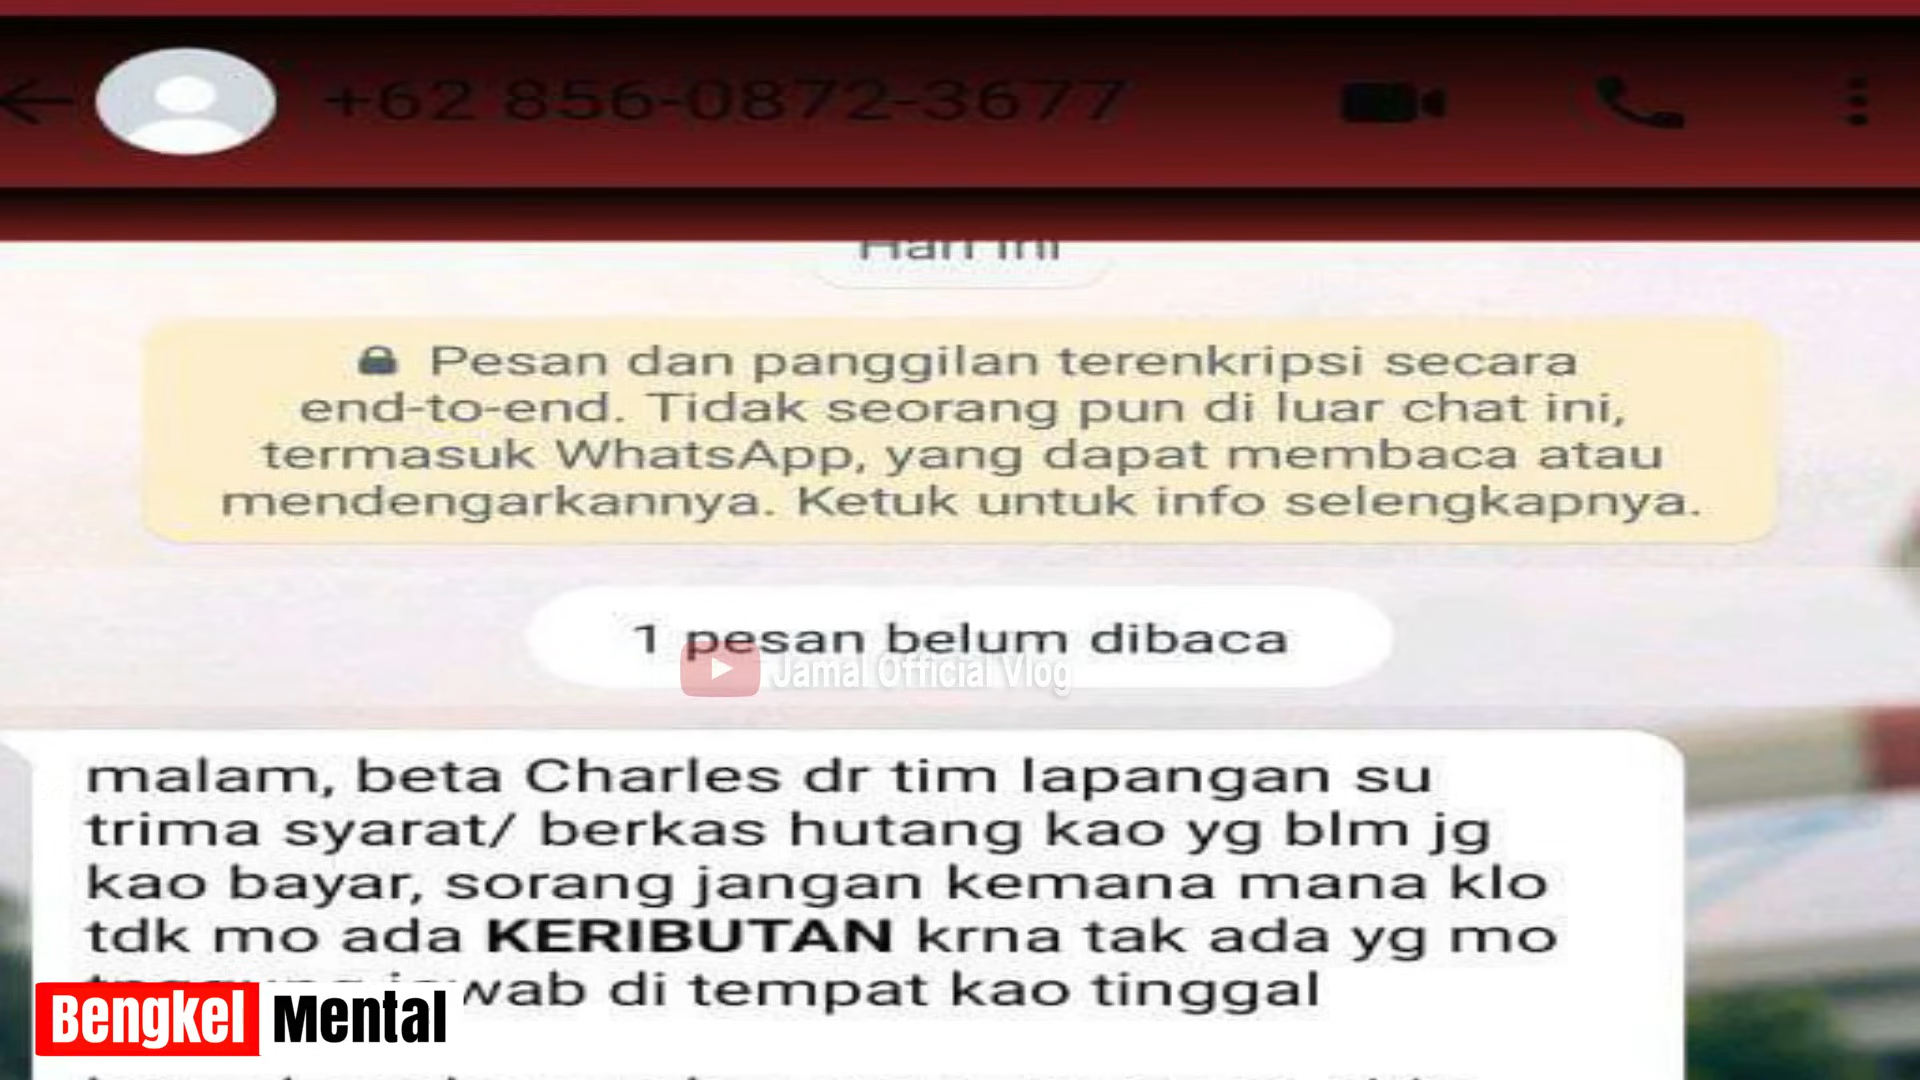 +62 856-0872-3677
Hari ini
Pesan dan panggilan terenkripsi secara
end-to-end. Tidak seorang pun di luar chat ini,
termasuk WhatsApp, yang dapat membaca atau
mendengarkannya. Ketuk untuk info selengkapnya.
1 pesan belum dibaca
Jamal Official Vlog
malam, beta Charles dr tim lapangan su
trima syarat/ berkas hutang kao yg blm jg
kao bayar, sorang jangan kemana mana klo
tdk mo ada KERIBUTAN krna tak ada yg mo
di tempat kao tinggal
Bengkel Mental